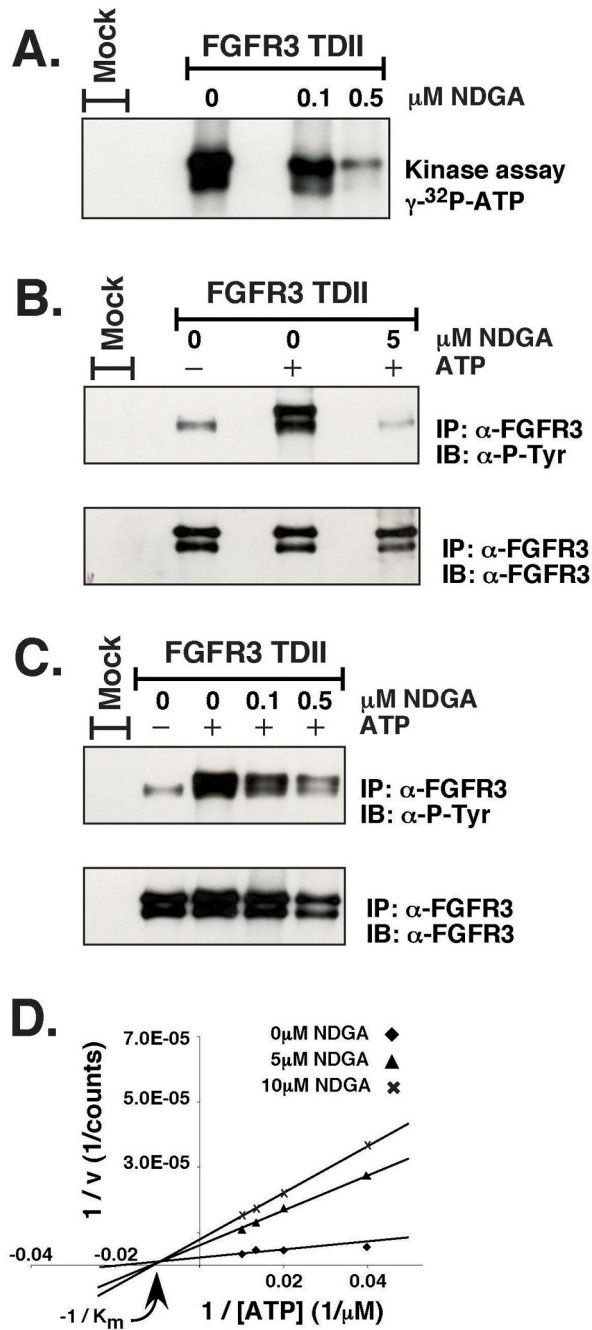 A.
Mock
FGFR3 TDII
0 0.1 0.5 μM NDGA
Kinase assay
γ-³²P-ATP
B.
Mock
FGFR3 TDII
0 0 5 μM NDGA
− + + ATP
IP: α-FGFR3
IB: α-P-Tyr
IP: α-FGFR3
IB: α-FGFR3
C.
Mock
FGFR3 TDII
0 0 0.1 0.5 μM NDGA
− + + + ATP
IP: α-FGFR3
IB: α-P-Tyr
IP: α-FGFR3
IB: α-FGFR3
D.
1 / v (1/counts)
7.0E-05
5.0E-05
3.0E-05
0μM NDGA
5μM NDGA
10μM NDGA
-0.04 -0.02 0.02 0.04
-1 / Km
1 / [ATP] (1/μM)